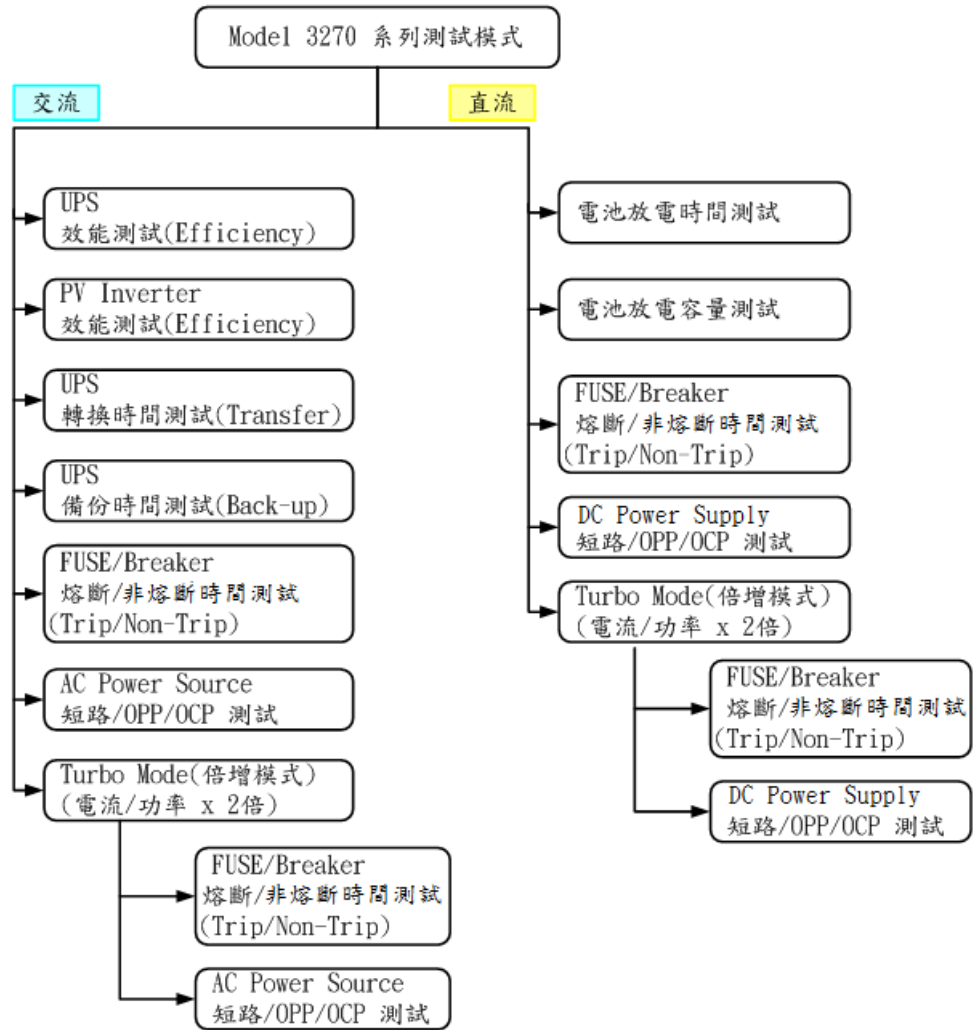 Model 3270 系列測試模式
交流
UPS
效能測試(Efficiency)
PV Inverter
效能測試(Efficiency)
UPS
轉換時間測試(Transfer)
UPS
備份時間測試(Back-up)
FUSE/Breaker
熔斷/非熔斷時間測試
(Trip/Non-Trip)
AC Power Source
短路/OPP/OCP 測試
Turbo Mode(倍增模式)
(電流/功率 x 2倍)
FUSE/Breaker
熔斷/非熔斷時間測試
(Trip/Non-Trip)
AC Power Source
短路/OPP/OCP 測試
直流
電池放電時間測試
電池放電容量測試
FUSE/Breaker
熔斷/非熔斷時間測試
(Trip/Non-Trip)
DC Power Supply
短路/OPP/OCP 測試
Turbo Mode(倍增模式)
(電流/功率 x 2倍)
FUSE/Breaker
熔斷/非熔斷時間測試
(Trip/Non-Trip)
DC Power Supply
短路/OPP/OCP 測試